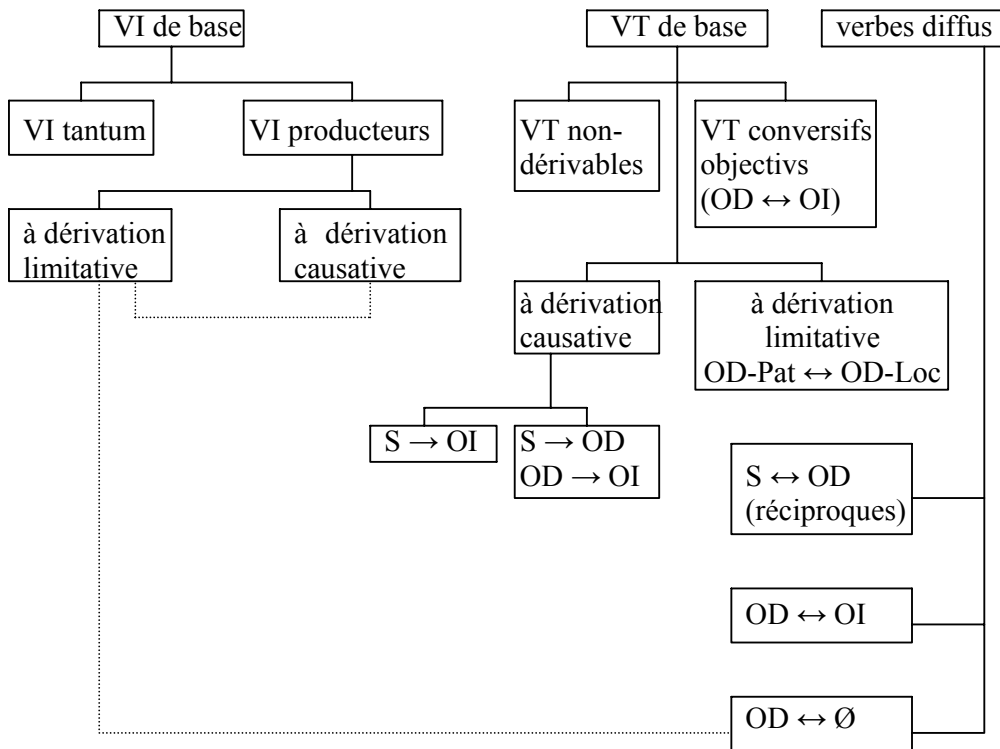 VI de base
VT de base
verbes diffus
VI tantum
VI producteurs
VT non-
dérivables
VT conversifs
objectivs
(OD ↔ OI)
à dérivation
limitative
à dérivation
causative
à dérivation
causative
à dérivation
limitative
OD-Pat ↔ OD-Loc
S → OI
S → OD
OD → OI
S ↔ OD
(réciproques)
OD ↔ OI
OD ↔ Ø